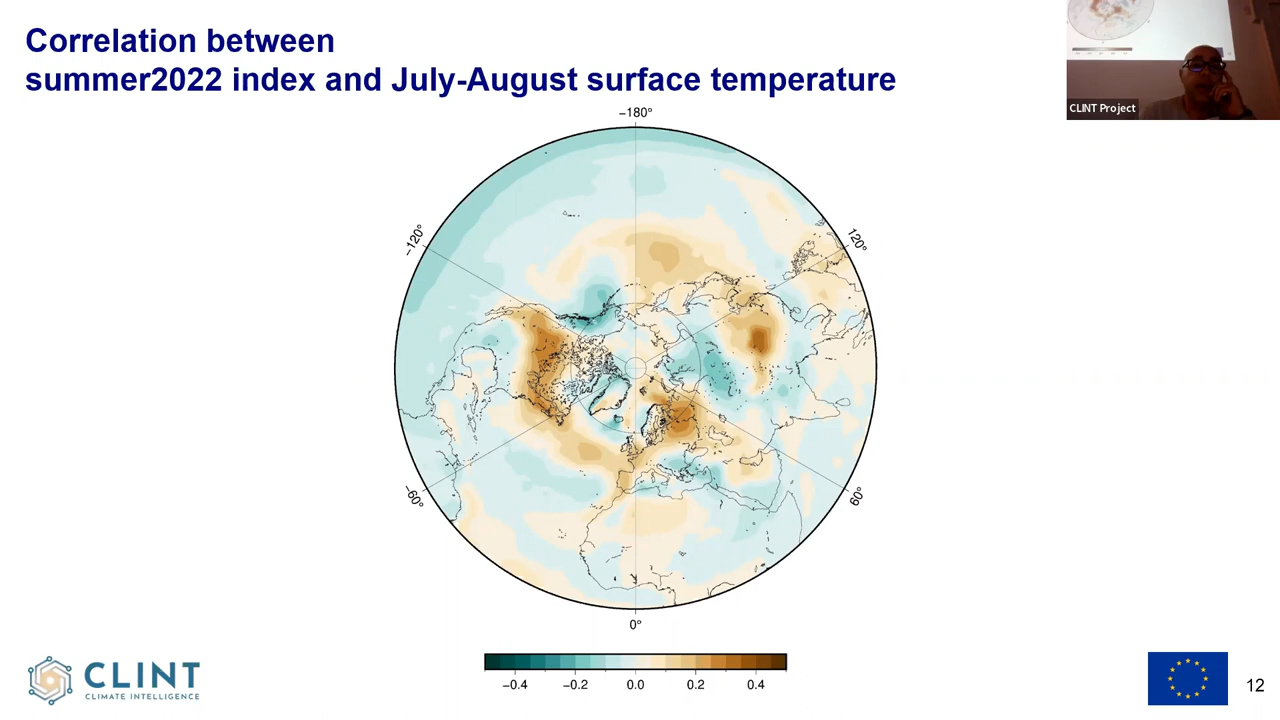 Correlation between
summer2022 index and July-August surface temperature
CLINT Project
−180°
−120°
120°
−60°
60°
0°
−0.4 −0.2 0.0 0.2 0.4
CLINT
CLIMATE INTELLIGENCE
12